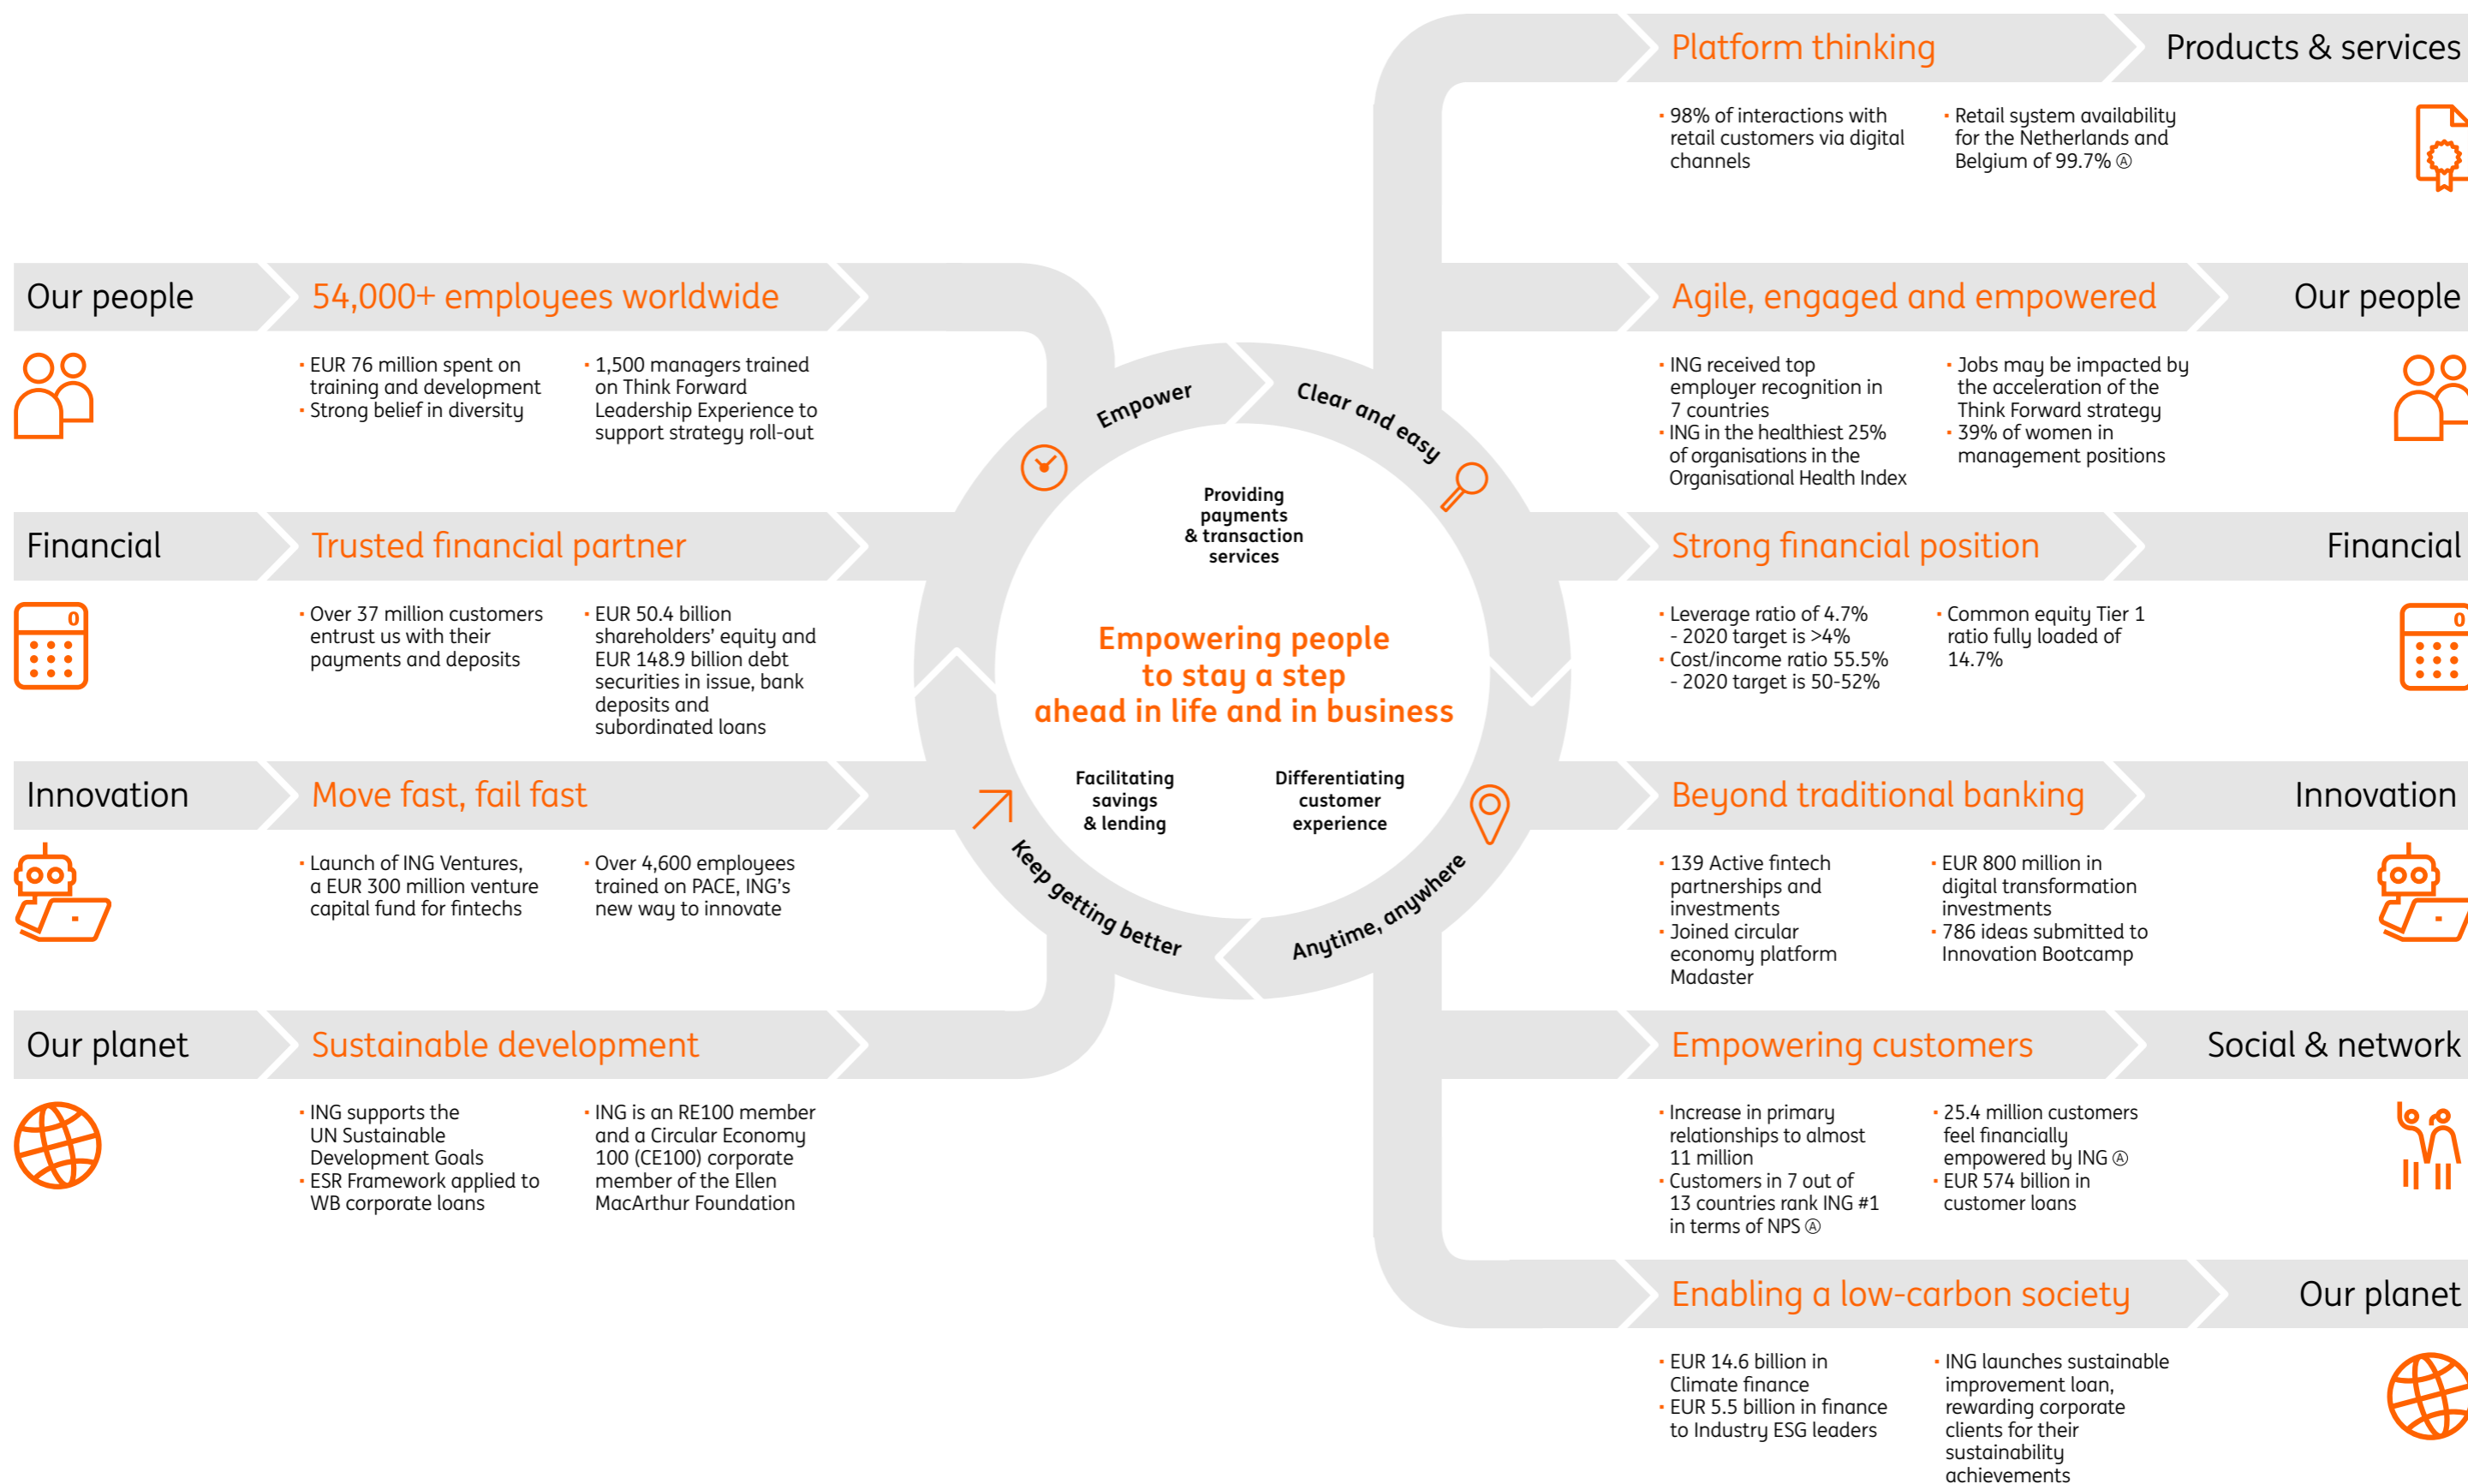 Our people
54,000+ employees worldwide
· EUR 76 million spent on
training and development
· Strong belief in diversity
· 1,500 managers trained
on Think Forward
Leadership Experience to
support strategy roll-out
Financial
Trusted financial partner
· Over 37 million customers
entrust us with their
payments and deposits
· EUR 50.4 billion
shareholders' equity and
EUR 148.9 billion debt
securities in issue, bank
deposits and
subordinated loans
0
Innovation
Move fast, fail fast
· Launch of ING Ventures,
a EUR 300 million venture
capital fund for fintechs
· Over 4,600 employees
trained on PACE, ING's
new way to innovate
Our planet
Sustainable development
· ING supports the
UN Sustainable
Development Goals
· ESR Framework applied to
WB corporate loans
· ING is an RE100 member
and a Circular Economy
100 (CE100) corporate
member of the Ellen
MacArthur Foundation
Empower
Clear and easy
Anytime, anywhere
Keep getting better
Providing
payments
& transaction
services
Empowering people
to stay a step
ahead in life and in business
Facilitating
savings
& lending
Differentiating
customer
experience
Platform thinking
Products & services
· 98% of interactions with
retail customers via digital
channels
· Retail system availability
for the Netherlands and
Belgium of 99.7% Ⓐ
Agile, engaged and empowered
Our people
· ING received top
employer recognition in
7 countries
· ING in the healthiest 25%
of organisations in the
Organisational Health Index
· Jobs may be impacted by
the acceleration of the
Think Forward strategy
· 39% of women in
management positions
Strong financial position
Financial
· Leverage ratio of 4.7%
- 2020 target is >4%
· Cost/income ratio 55.5%
- 2020 target is 50-52%
· Common equity Tier 1
ratio fully loaded of
14.7%
0
Beyond traditional banking
Innovation
· 139 Active fintech
partnerships and
investments
· Joined circular
economy platform
Madaster
· EUR 800 million in
digital transformation
investments
· 786 ideas submitted to
Innovation Bootcamp
Empowering customers
Social & network
· Increase in primary
relationships to almost
11 million
· Customers in 7 out of
13 countries rank ING #1
in terms of NPS Ⓐ
· 25.4 million customers
feel financially
empowered by ING Ⓐ
· EUR 574 billion in
customer loans
Enabling a low-carbon society
Our planet
· EUR 14.6 billion in
Climate finance
· EUR 5.5 billion in finance
to Industry ESG leaders
· ING launches sustainable
improvement loan,
rewarding corporate
clients for their
sustainability
achievements